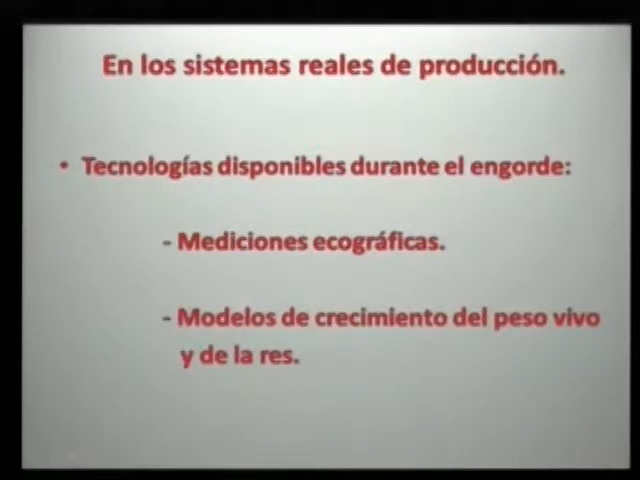 En los sistemas reales de producción.
• Tecnologías disponibles durante el engorde:
- Mediciones ecográficas.
- Modelos de crecimiento del peso vivo
y de la res.